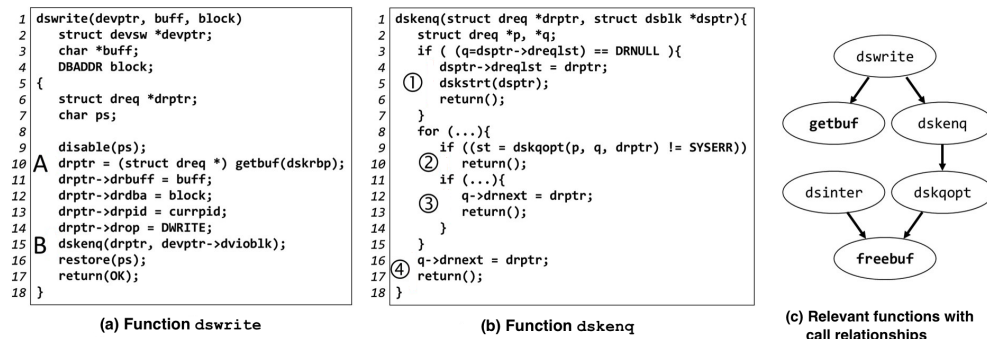 1 dswrite(devptr, buff, block)
2 struct devsw *devptr;
3 char *buff;
4 DBADDR block;
5 {
6 struct dreq *drptr;
7 char ps;
8
9 disable(ps);
10 A drptr = (struct dreq *) getbuf(dskrbp);
11 drptr->drbuff = buff;
12 drptr->drdba = block;
13 drptr->drpid = currpid;
14 drptr->drop = DWRITE;
15 B dskenq(drptr, devptr->dvioblk);
16 restore(ps);
17 return(OK);
18 }
(a) Function dswrite
1 dskenq(struct dreq *drptr, struct dsblk *dsptr){
2 struct dreq *p, *q;
3 if ( (q=dsptr->dreqlst) == DRNULL ){
4 dsptr->dreqlst = drptr;
5 ① dskstrt(dsptr);
6 return();
7 }
8 for (...){
9 if ((st = dskqopt(p, q, drptr) != SYSERR))
10 ② return();
11 if (...){
12 ③ q->drnext = drptr;
13 return();
14 }
15 }
16 ④ q->drnext = drptr;
17 return();
18 }
(b) Function dskenq
dswrite
getbuf
dskenq
dsinter
dskqopt
freebuf
(c) Relevant functions with
call relationships